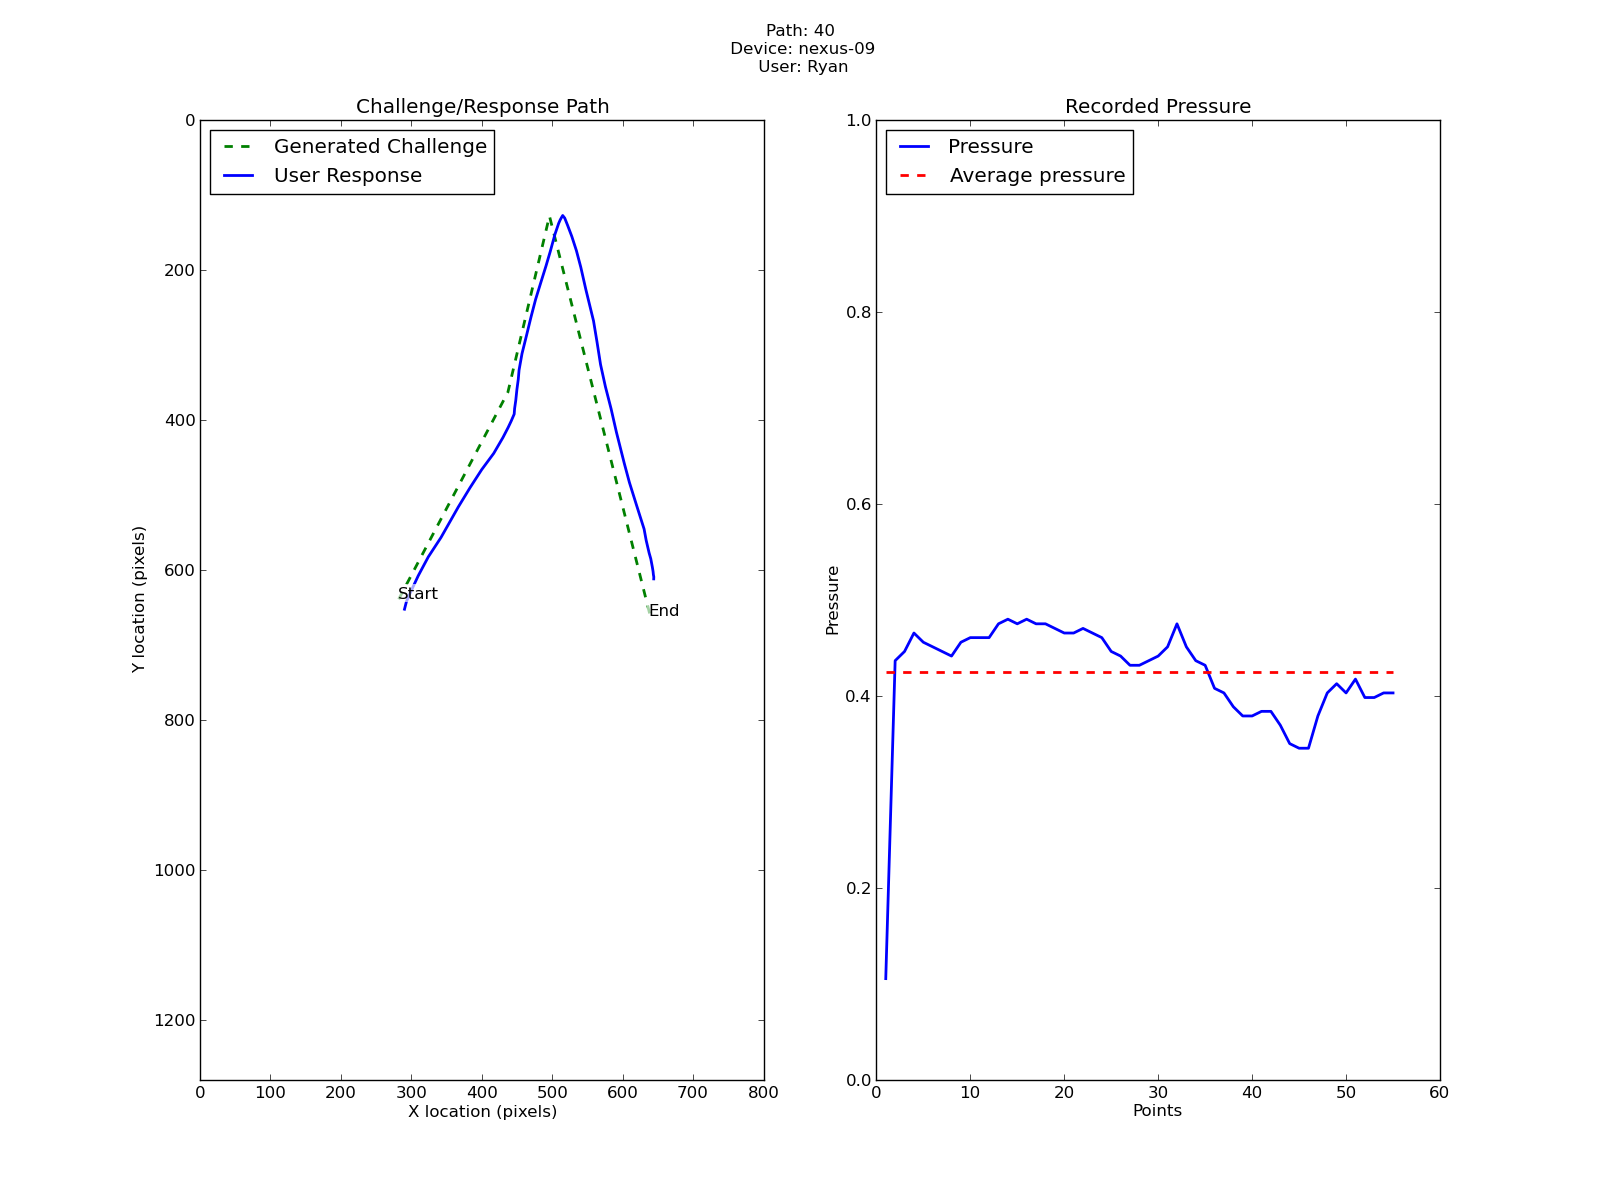 Path: 40
Device: nexus-09
User: Ryan
Challenge/Response Path
Generated Challenge
User Response
0
200
400
600
800
1000
1200
Y location (pixels)
Start
End
0 100 200 300 400 500 600 700 800
X location (pixels)
Recorded Pressure
Pressure
Average pressure
1.0
0.8
0.6
0.4
0.2
0.0
Pressure
0 10 20 30 40 50 60
Points